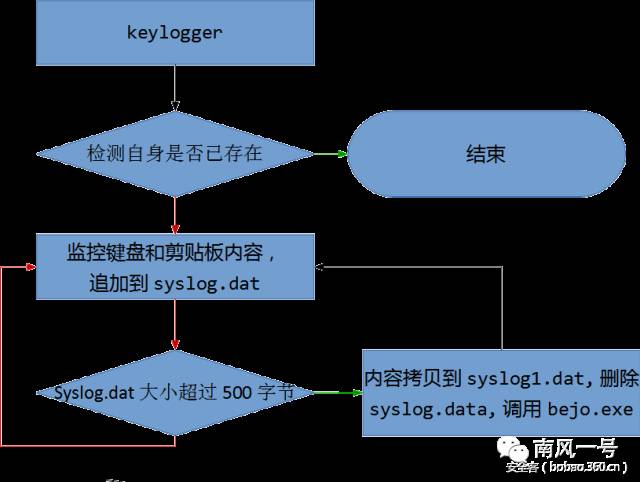 keylogger
检测自身是否已存在
结束
监控键盘和剪贴板内容，
追加到 syslog.dat
Syslog.dat 大小超过 500 字节
内容拷贝到 syslog1.dat, 删除
syslog.data, 调用 bejo.exe
南风一号
安全客 ( bobao.360.cn )